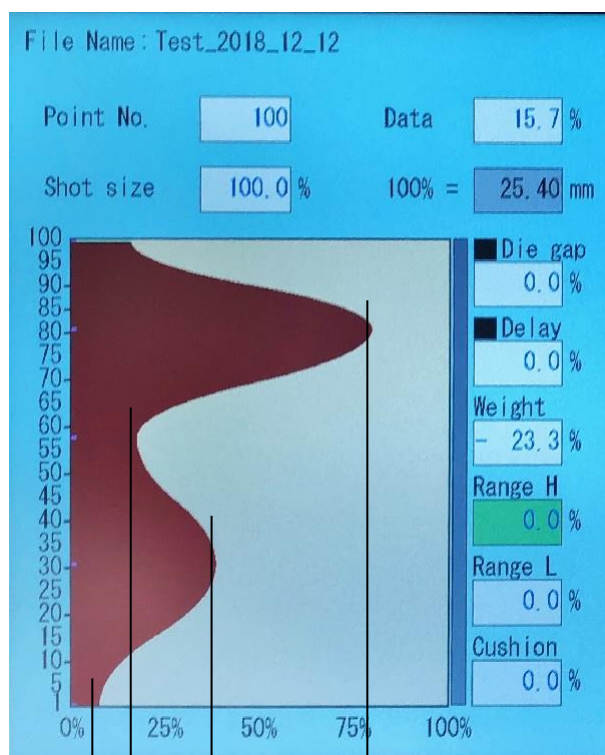 File Name : Test_2018_12_12
Point No. 100 Data 15.7 %
Shot size 100.0 % 100% = 25.40 mm
100
95
90
85
80
75
70
65
60
55
50
45
40
35
30
25
20
15
10
5
1
0% 25% 50% 75% 100%
Die gap
0.0 %
Delay
0.0 %
Weight
- 23.3 %
Range H
0.0 %
Range L
0.0 %
Cushion
0.0 %